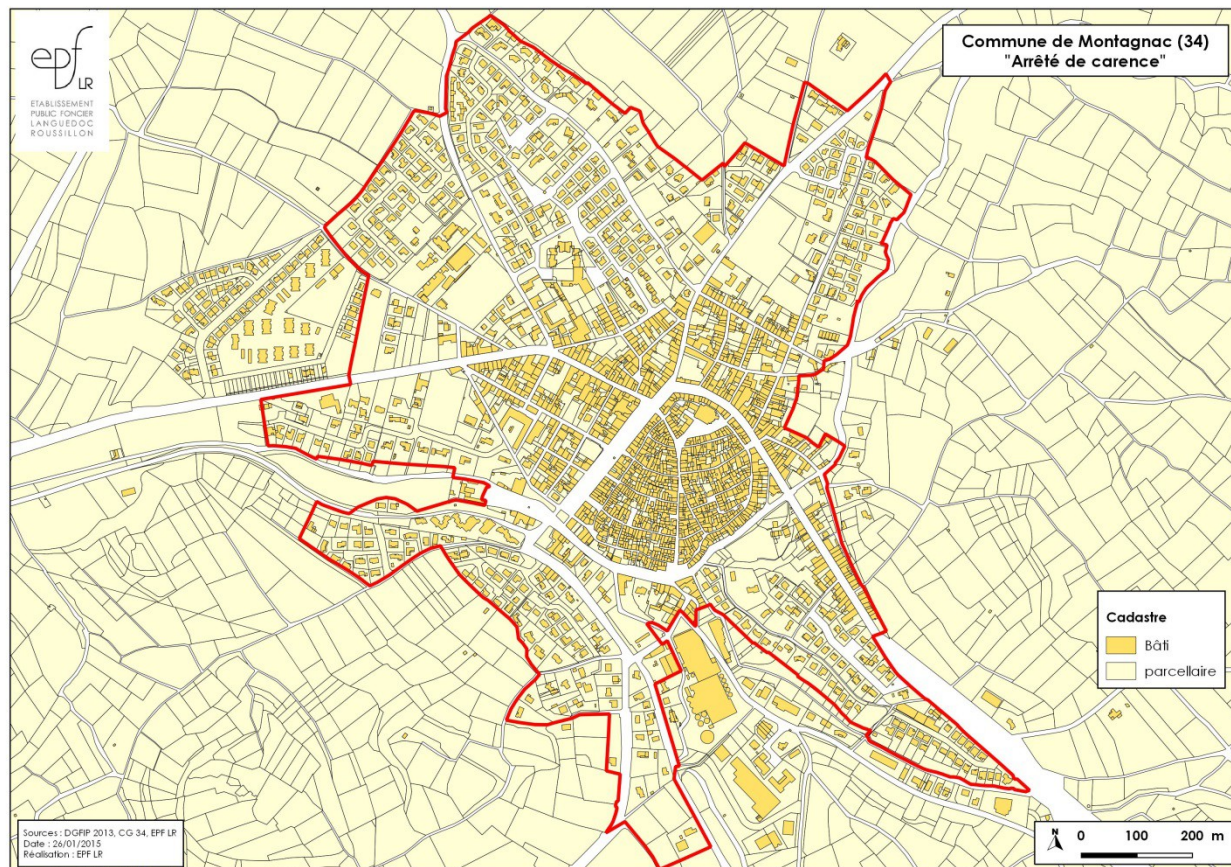 epf
LR
ETABLISSEMENT
PUBLIC FONCIER
LANGUEDOC
ROUSSILLON
Commune de Montagnac (34)
"Arrêté de carence"
Cadastre
Bâti
parcellaire
Sources : DGFIP 2013, CG 34, EPF LR
Date : 26/01/2015
Réalisation : EPF LR
N
0 100 200 m